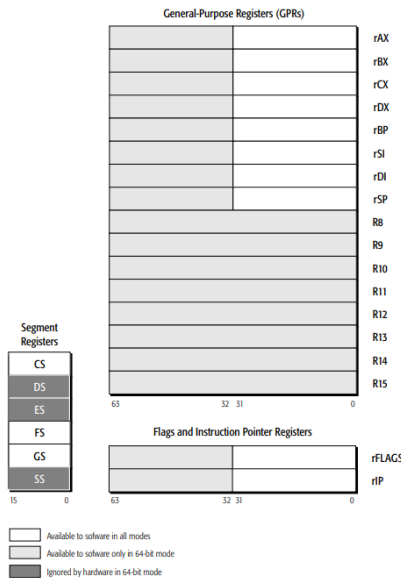 General-Purpose Registers (GPRs)
rAX
rBX
rCX
rDX
rBP
rSI
rDI
rSP
R8
R9
R10
R11
R12
R13
R14
R15
63 32 31 0
Segment
Registers
CS
DS
ES
FS
GS
SS
15 0
Flags and Instruction Pointer Registers
rFLAGS
rIP
63 32 31 0
Available to sofware in all modes
Available to sofware only in 64-bit mode
Ignored by hardware in 64-bit mode